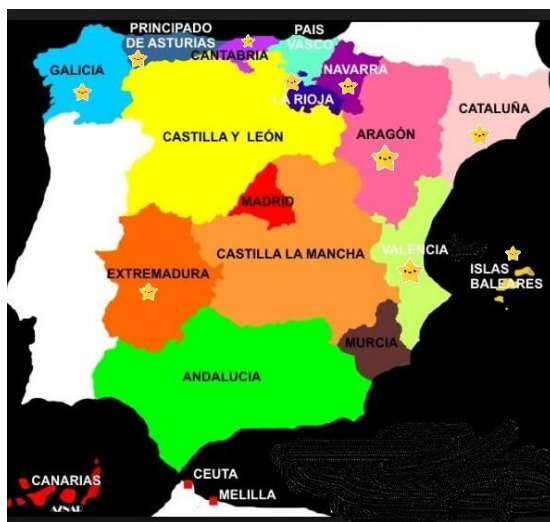 PRINCIPADO
DE ASTURIAS
PAIS
VASCO
CANTABRIA
GALICIA
NAVARRA
LA RIOJA
CATALUÑA
CASTILLA Y LEÓN
ARAGÓN
MADRID
CASTILLA LA MANCHA
VALENCIA
EXTREMADURA
ISLAS
BALEARES
MURCIA
ANDALUCIA
CANARIAS
AZNAR
CEUTA
MELILLA